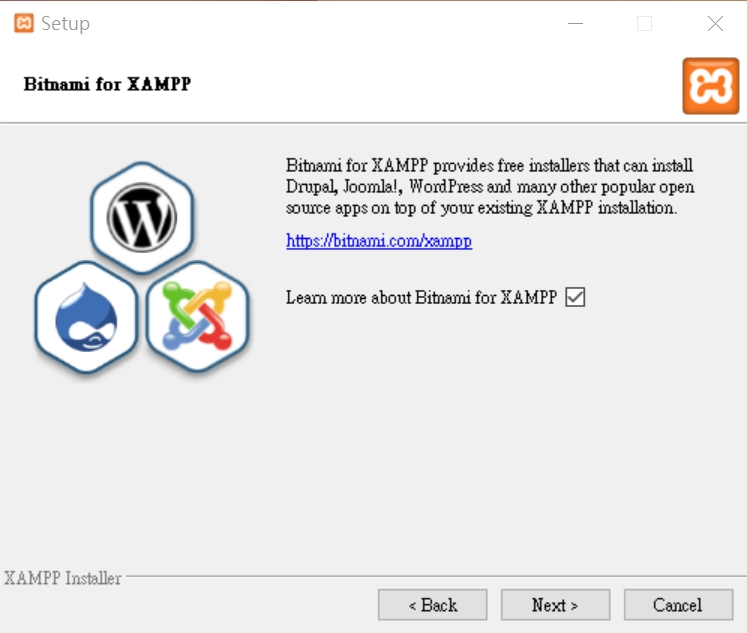 Setup
Bitnami for XAMPP
Bitnami for XAMPP provides free installers that can install
Drupal, Joomla!, WordPress and many other popular open
source apps on top of your existing XAMPP installation.
https://bitnami.com/xampp
Learn more about Bitnami for XAMPP
XAMPP Installer
< Back
Next >
Cancel